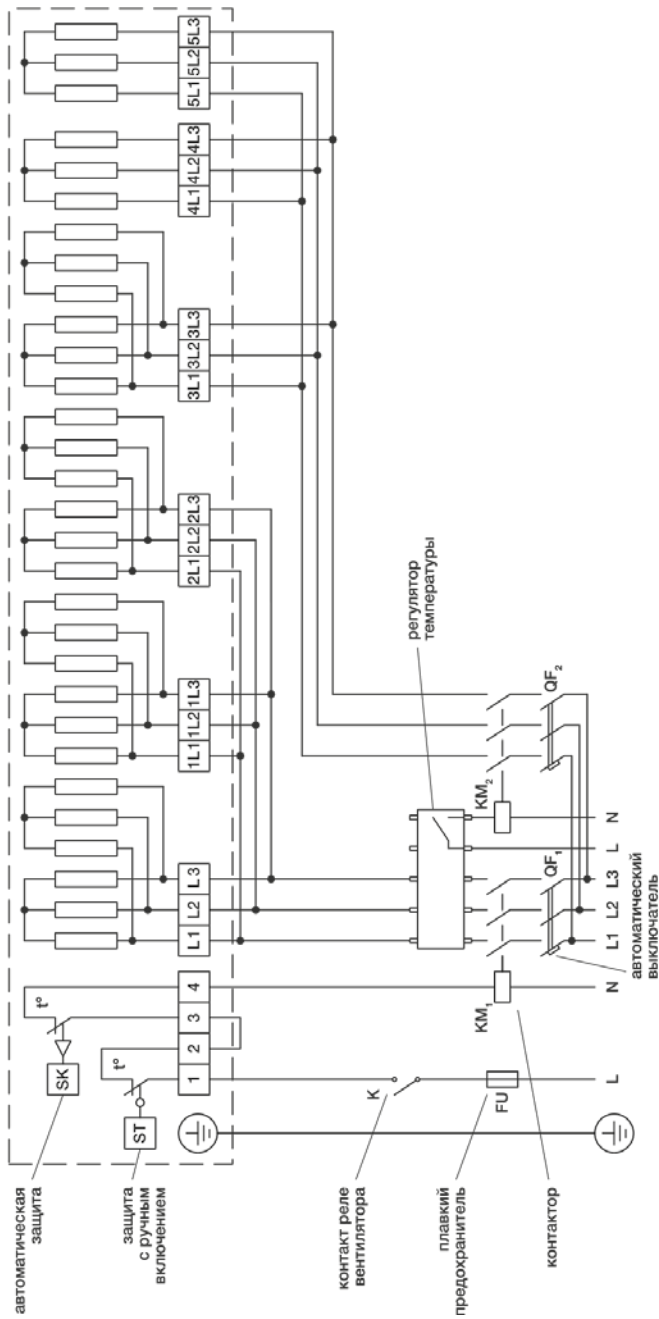 автоматическая
защита
защита
с ручным
включением
SK
t°
ST
t°
1
2
3
4
L1
L2
L3
1L1
1L2
1L3
2L1
2L2
2L3
3L1
3L2
3L3
4L1
4L2
4L3
5L1
5L2
5L3
контакт реле
вентилятора
K
регулятор
температуры
плавкий
предохранитель
FU
KM1
QF1
KM2
QF2
контактор
автоматический
выключатель
L
N
L1
L2
L3
L
N